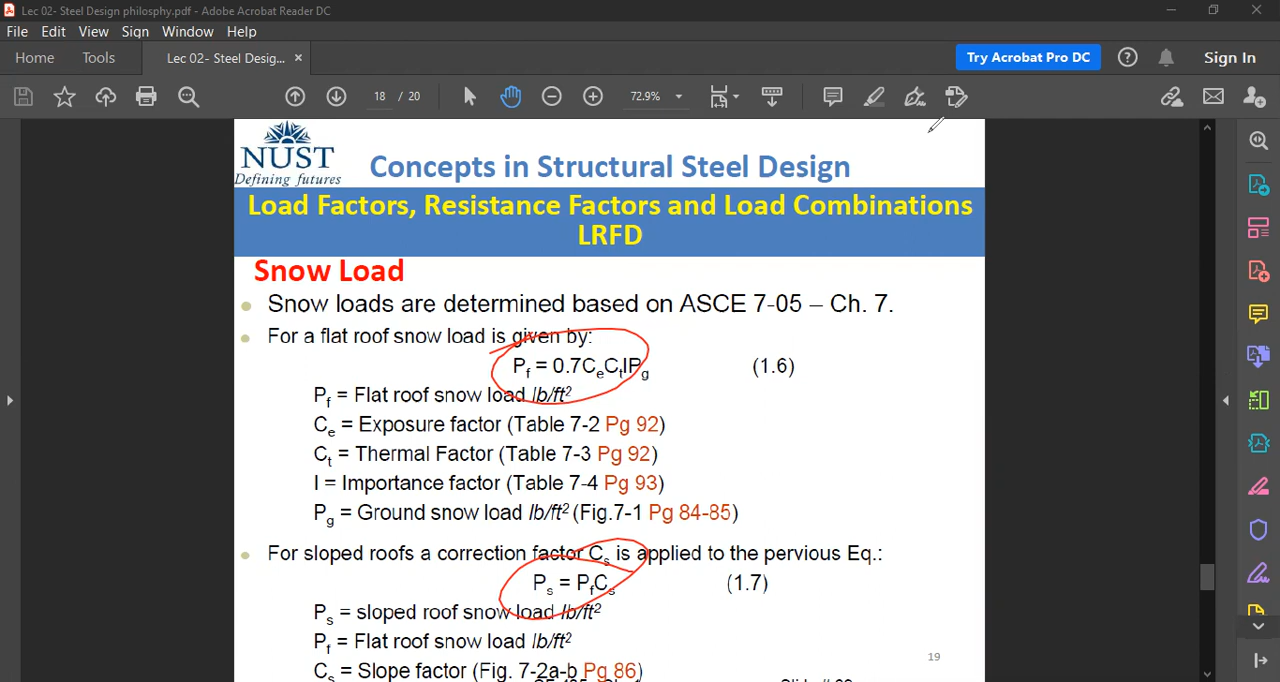 Lec 02- Steel Design philosphy.pdf - Adobe Acrobat Reader DC
File Edit View Sign Window Help
Home Tools Lec 02- Steel Desig... × Try Acrobat Pro DC Sign In
18 / 20 72.9%
NUST
Defining futures
Concepts in Structural Steel Design
Load Factors, Resistance Factors and Load Combinations
LRFD
Snow Load
Snow loads are determined based on ASCE 7-05 – Ch. 7.
For a flat roof snow load is given by:
Pf = 0.7CeCtIPg (1.6)
Pf = Flat roof snow load lb/ft²
Ce = Exposure factor (Table 7-2 Pg 92)
Ct = Thermal Factor (Table 7-3 Pg 92)
I = Importance factor (Table 7-4 Pg 93)
Pg = Ground snow load lb/ft² (Fig.7-1 Pg 84-85)
For sloped roofs a correction factor Cs is applied to the pervious Eq.:
Ps = PfCs (1.7)
Ps = sloped roof snow load lb/ft²
Pf = Flat roof snow load lb/ft²
19
Cs = Slope factor (Fig. 7-2a-b Pg 86)